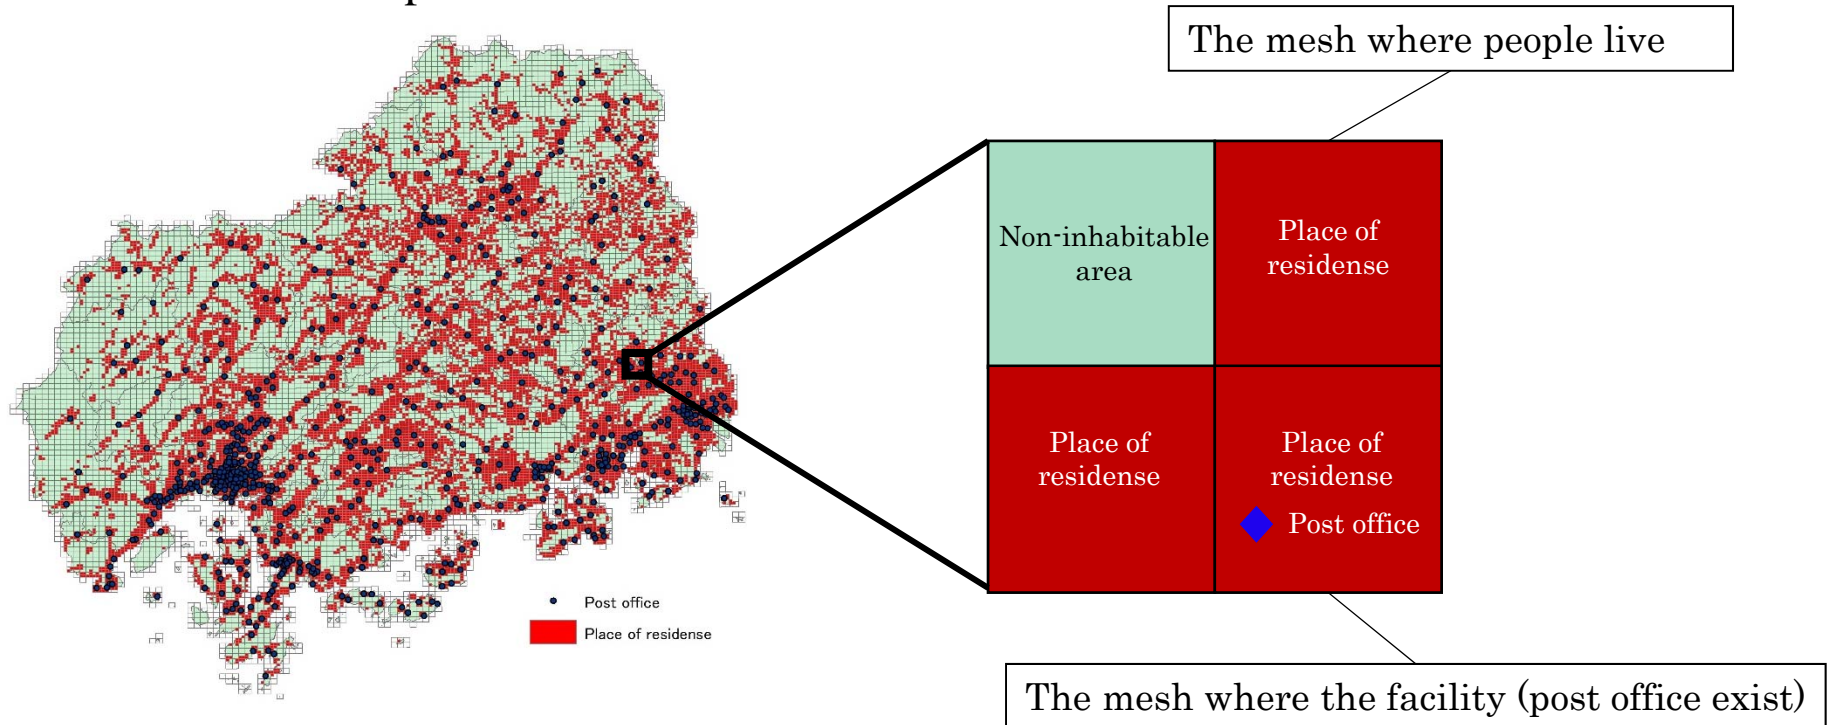 The mesh where people live
Non-inhabitable
area
Place of
residense
Place of
residense
Place of
residense
Post office
Post office
Place of residense
The mesh where the facility (post office exist)